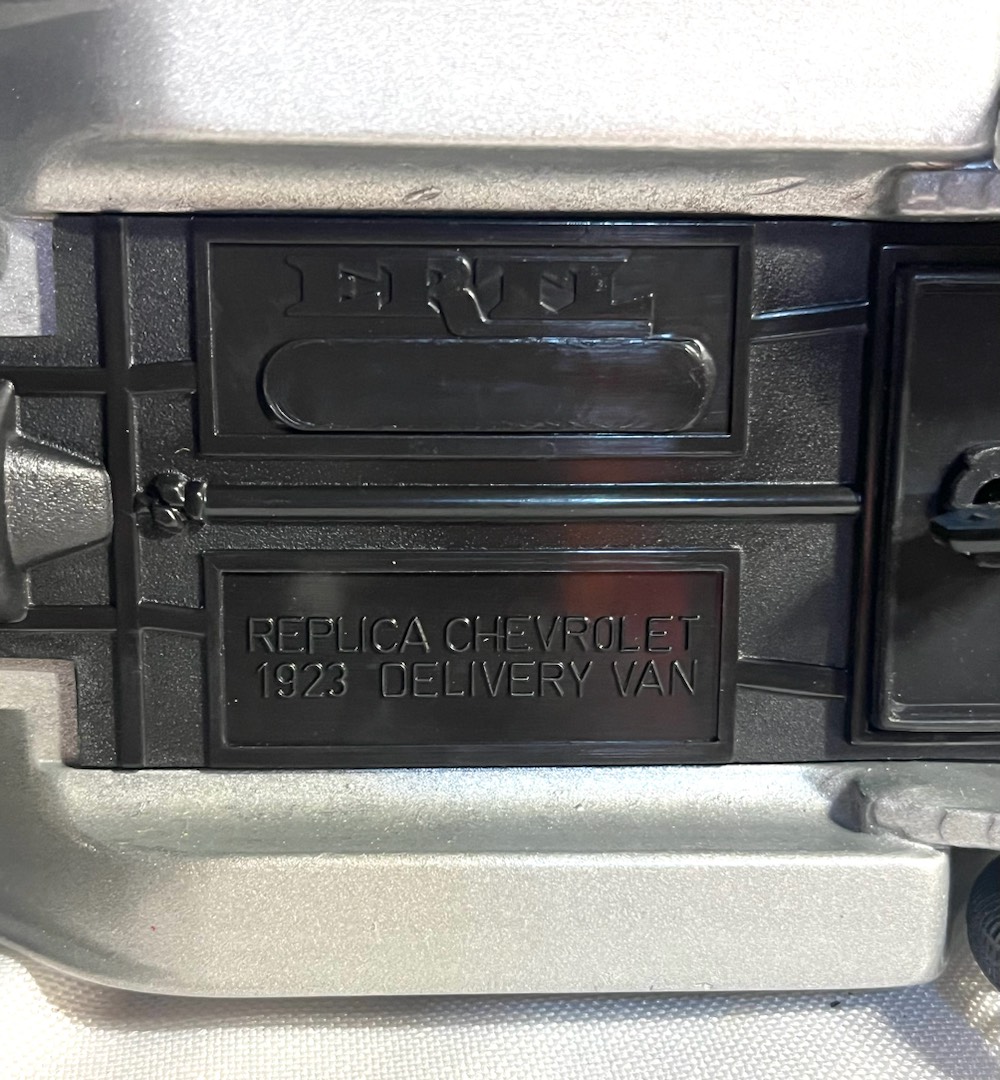 ERTL
REPLICA CHEVROLET
1923 DELIVERY VAN